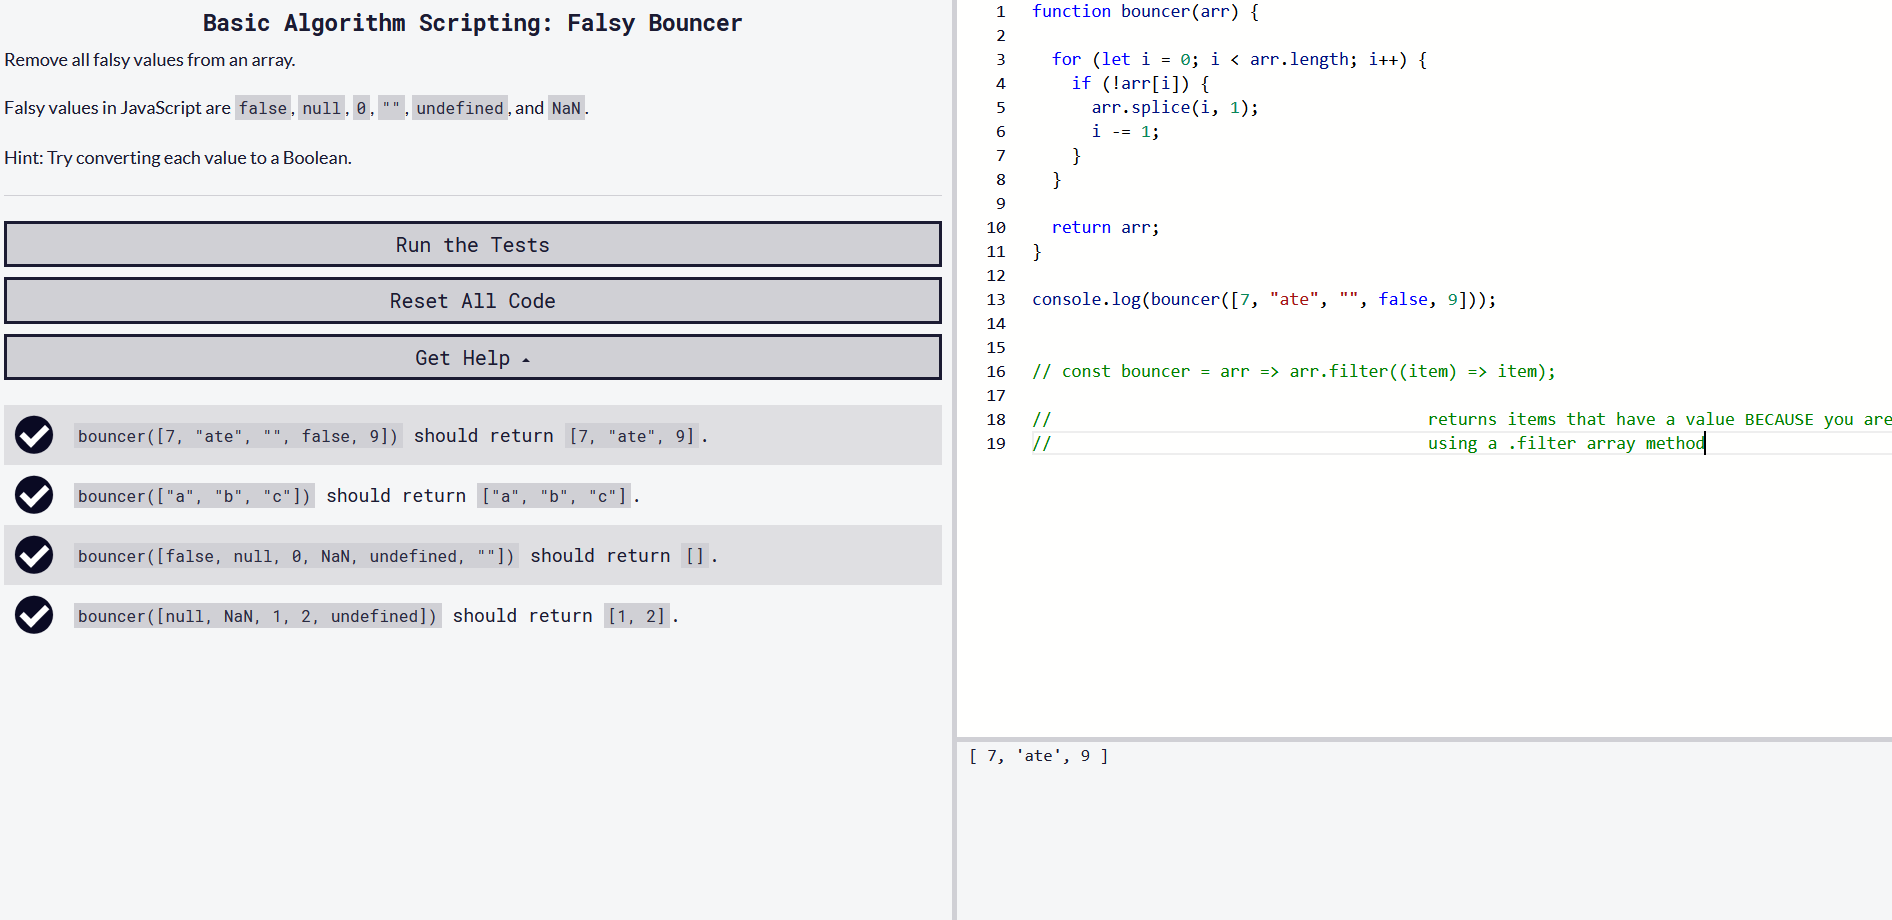 Basic Algorithm Scripting: Falsy Bouncer
Remove all falsy values from an array.
Falsy values in JavaScript are false, null, 0, "", undefined, and NaN.
Hint: Try converting each value to a Boolean.
Run the Tests
Reset All Code
Get Help
bouncer([7, "ate", "", false, 9]) should return [7, "ate", 9].
bouncer(["a", "b", "c"]) should return ["a", "b", "c"].
bouncer([false, null, 0, NaN, undefined, ""]) should return [].
bouncer([null, NaN, 1, 2, undefined]) should return [1, 2].
1 function bouncer(arr) {
2
3 for (let i = 0; i < arr.length; i++) {
4 if (!arr[i]) {
5 arr.splice(i, 1);
6 i -= 1;
7 }
8 }
9
10 return arr;
11 }
12
13 console.log(bouncer([7, "ate", "", false, 9]));
14
15
16 // const bouncer = arr => arr.filter((item) => item);
17
18 // returns items that have a value BECAUSE you are
19 // using a .filter array method
[ 7, 'ate', 9 ]